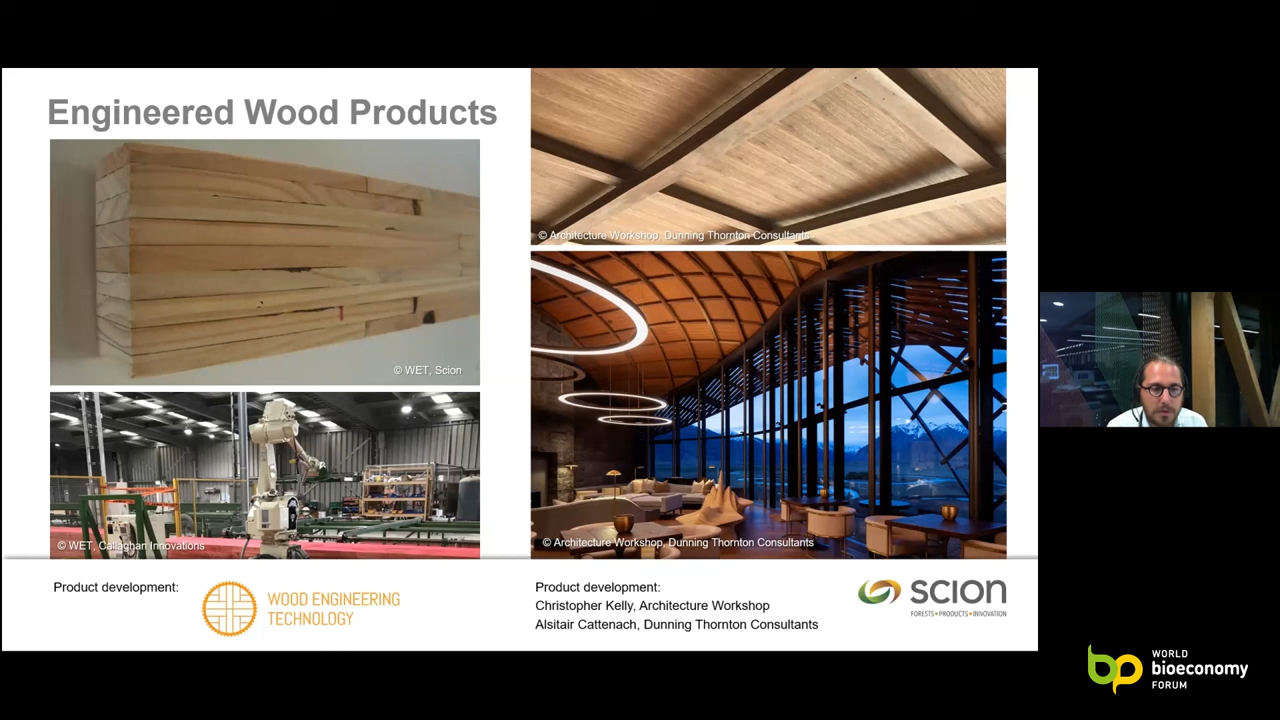 Engineered Wood Products
© WET, Scion
© WET, Callaghan Innovations
© Architecture Workshop, Dunning Thornton Consultants
© Architecture Workshop, Dunning Thornton Consultants
Product development:
WOOD ENGINEERING
TECHNOLOGY
Product development:
Christopher Kelly, Architecture Workshop
Alsitair Cattenach, Dunning Thornton Consultants
SCION
FORESTS • PRODUCTS • INNOVATION
WORLD
bioeconomy
FORUM